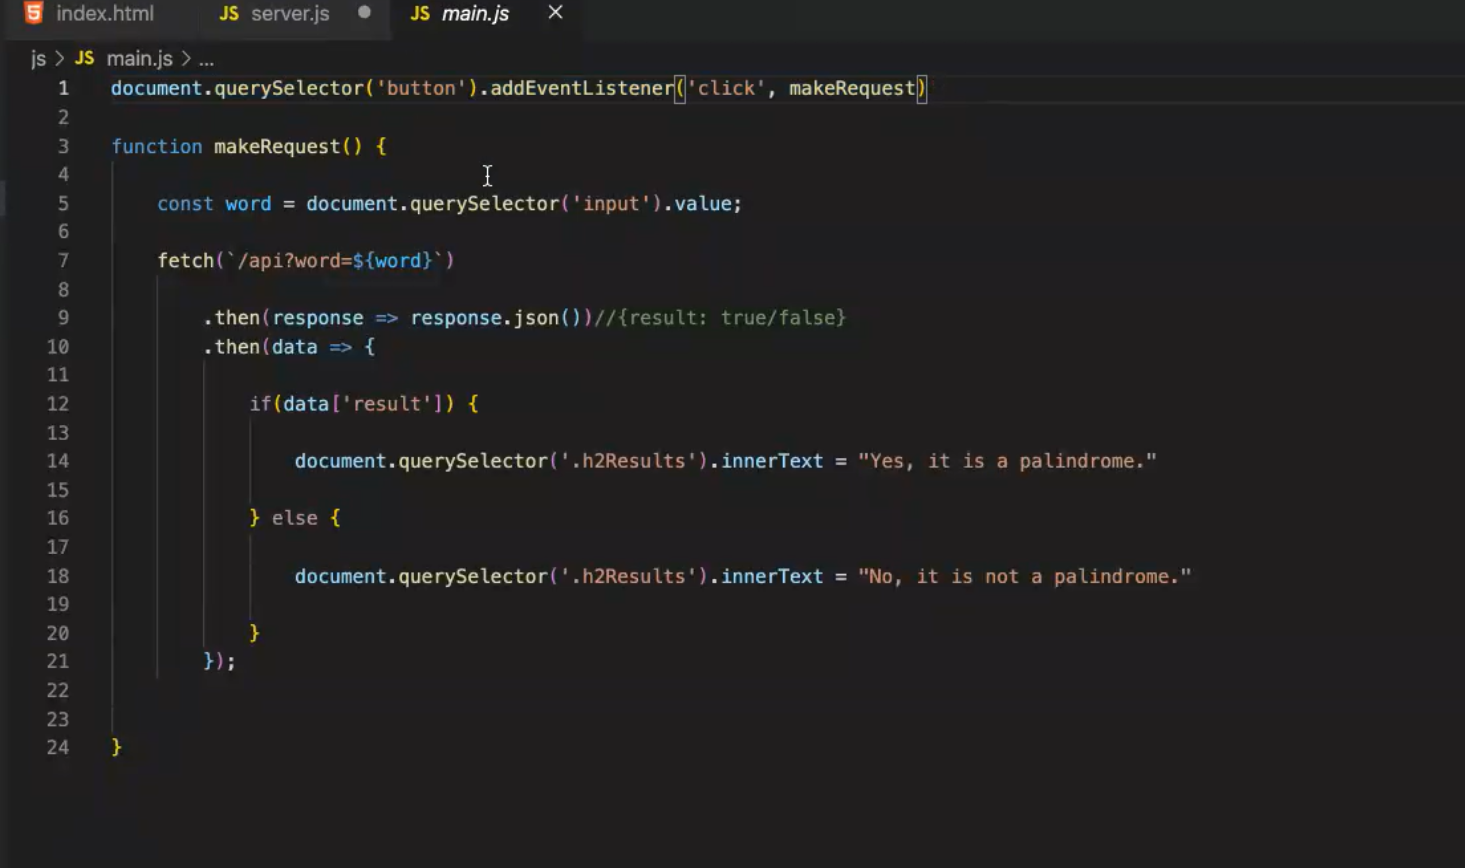 index.html JS server.js JS main.js
js > JS main.js > ...
1 document.querySelector('button').addEventListener('click', makeRequest)
2
3 function makeRequest() {
4
5 const word = document.querySelector('input').value;
6
7 fetch(`/api?word=${word}`)
8
9 .then(response => response.json())//{result: true/false}
10 .then(data => {
11
12 if(data['result']) {
13
14 document.querySelector('.h2Results').innerText = "Yes, it is a palindrome."
15
16 } else {
17
18 document.querySelector('.h2Results').innerText = "No, it is not a palindrome."
19
20 }
21 });
22
23
24 }